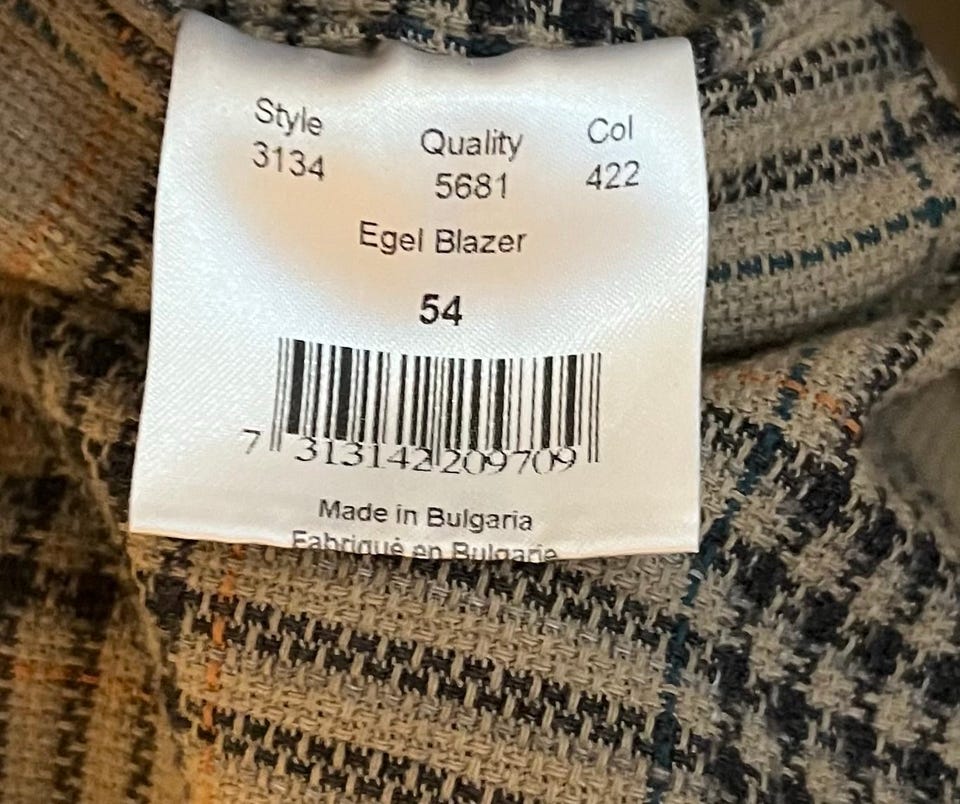 Style Quality Col
3134 5681 422
Egel Blazer
54
7 313142 209709
Made in Bulgaria
Fabriqué en Bulgarie